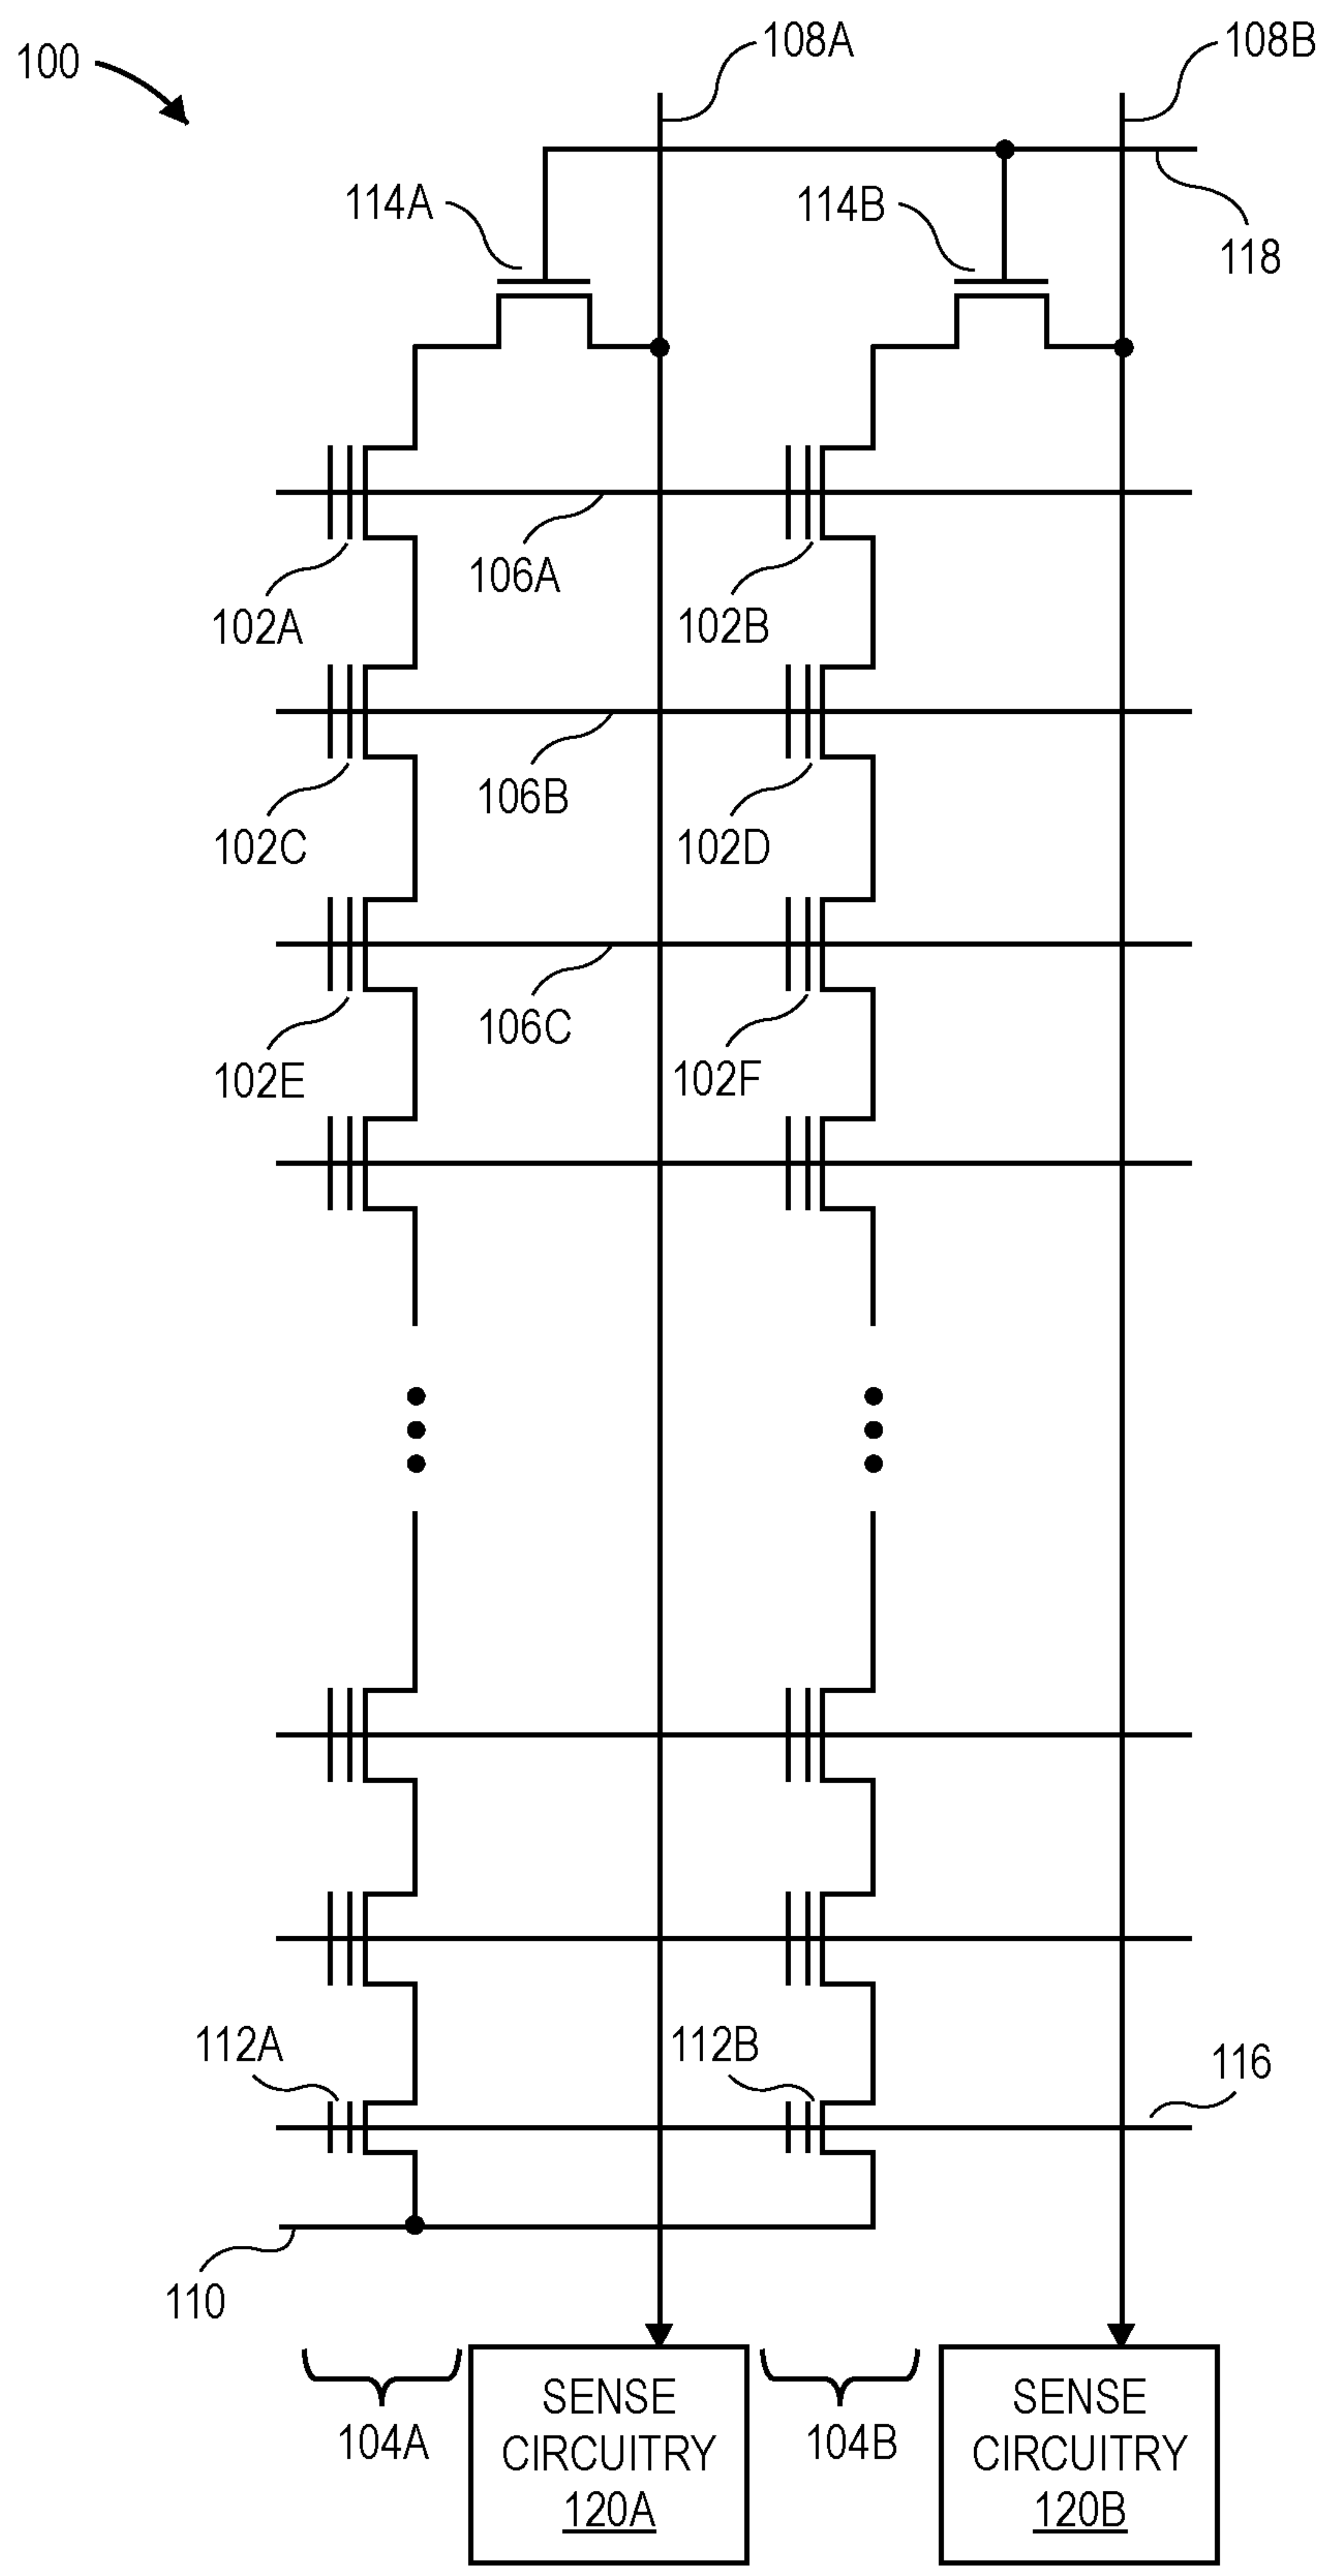 100
108A
108B
114A
114B
118
106A
102A
102B
106B
102C
102D
106C
102E
102F
112A
112B
116
110
104A
SENSE
CIRCUITRY
120A
104B
SENSE
CIRCUITRY
120B